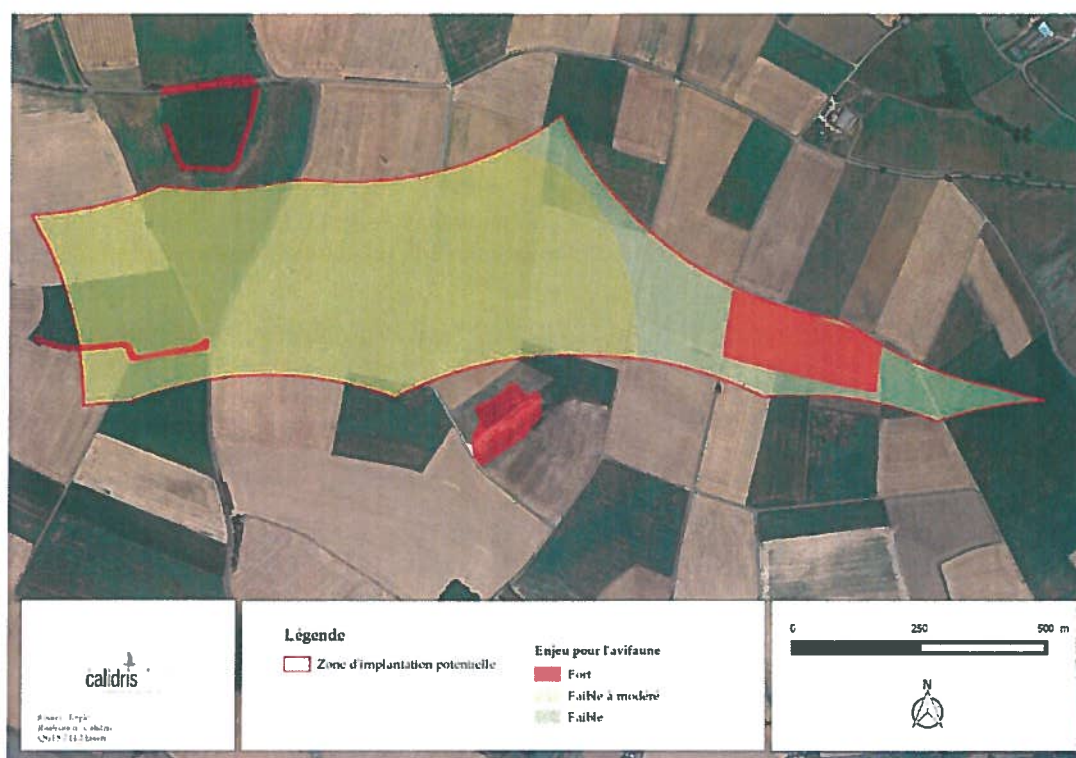 Légende
Zone d'implantation potentielle
Enjeu pour l'avifaune
Fort
Faible à modéré
Faible
calidris
0 250 500 m
N